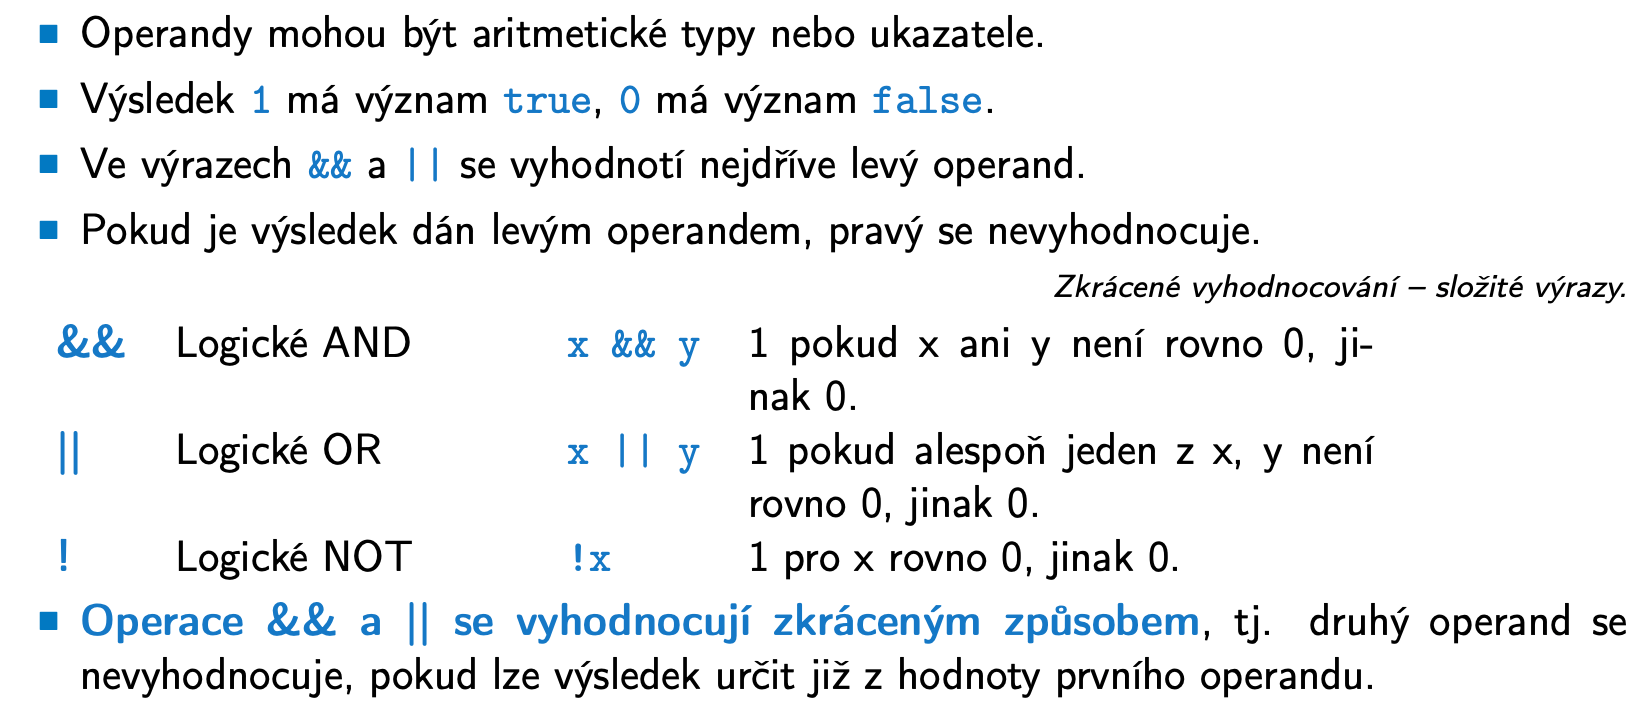 Operandy mohou být aritmetické typy nebo ukazatele.
Výsledek 1 má význam true, 0 má význam false.
Ve výrazech && a || se vyhodnotí nejdříve levý operand.
Pokud je výsledek dán levým operandem, pravý se nevyhodnocuje.
Zkrácené vyhodnocování – složité výrazy.
&& Logické AND x && y 1 pokud x ani y není rovno 0, ji-
nak 0.
|| Logické OR x || y 1 pokud alespoň jeden z x, y není
rovno 0, jinak 0.
! Logické NOT !x 1 pro x rovno 0, jinak 0.
Operace && a || se vyhodnocují zkráceným způsobem, tj. druhý operand se
nevyhodnocuje, pokud lze výsledek určit již z hodnoty prvního operandu.